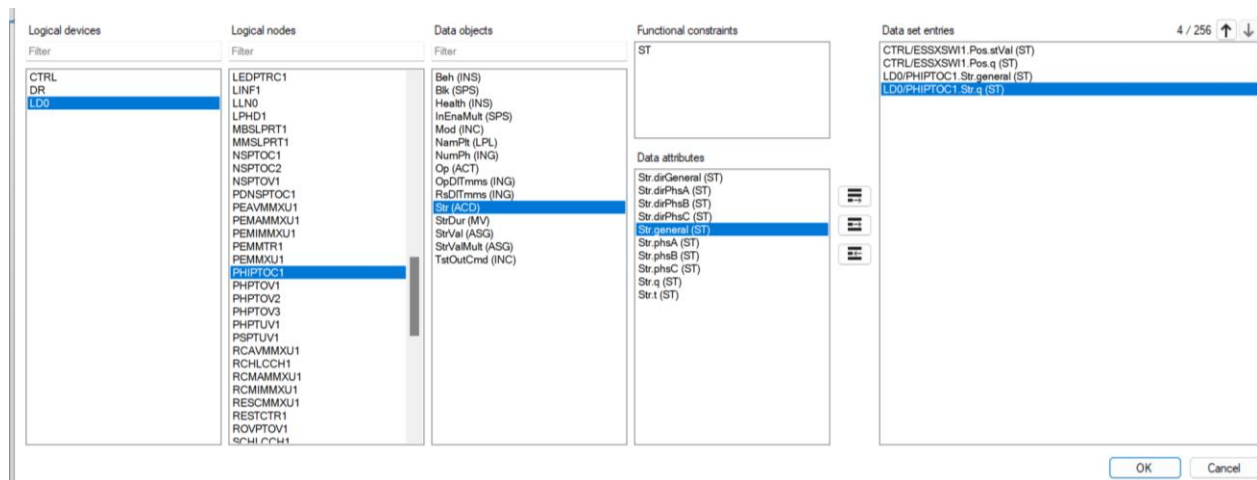 Logical devices
Filter
CTRL
DR
LD0
Logical nodes
Filter
LEDPTRC1
LINF1
LLN0
LPHD1
MBSLPRT1
MMSLPRT1
NSPTOC1
NSPTOC2
NSPTOV1
PDNSPTOC1
PEAVMMXU1
PEMAMMXU1
PEMIMMXU1
PEMMTR1
PEMMXU1
PHIPTOC1
PHPTOV1
PHPTOV2
PHPTOV3
PHPTUV1
PSPTUV1
RCAVMMXU1
RCHLCCH1
RCMAMMXU1
RCMIMMXU1
RESCMMXU1
RESTCTR1
ROVPTOV1
SCHLCCH1
Data objects
Filter
Beh (INS)
Blk (SPS)
Health (INS)
InEnaMult (SPS)
Mod (INC)
NamPlt (LPL)
NumPh (ING)
Op (ACT)
OpDlTmms (ING)
RsDlTmms (ING)
Str (ACD)
StrDur (MV)
StrVal (ASG)
StrValMult (ASG)
TstOutCmd (INC)
Functional constraints
ST
Data attributes
Str.dirGeneral (ST)
Str.dirPhsA (ST)
Str.dirPhsB (ST)
Str.dirPhsC (ST)
Str.general (ST)
Str.phsA (ST)
Str.phsB (ST)
Str.phsC (ST)
Str.q (ST)
Str.t (ST)
Data set entries
4 / 256
CTRL/ESSXSWI1.Pos.stVal (ST)
CTRL/ESSXSWI1.Pos.q (ST)
LD0/PHIPTOC1.Str.general (ST)
LD0/PHIPTOC1.Str.q (ST)
OK
Cancel